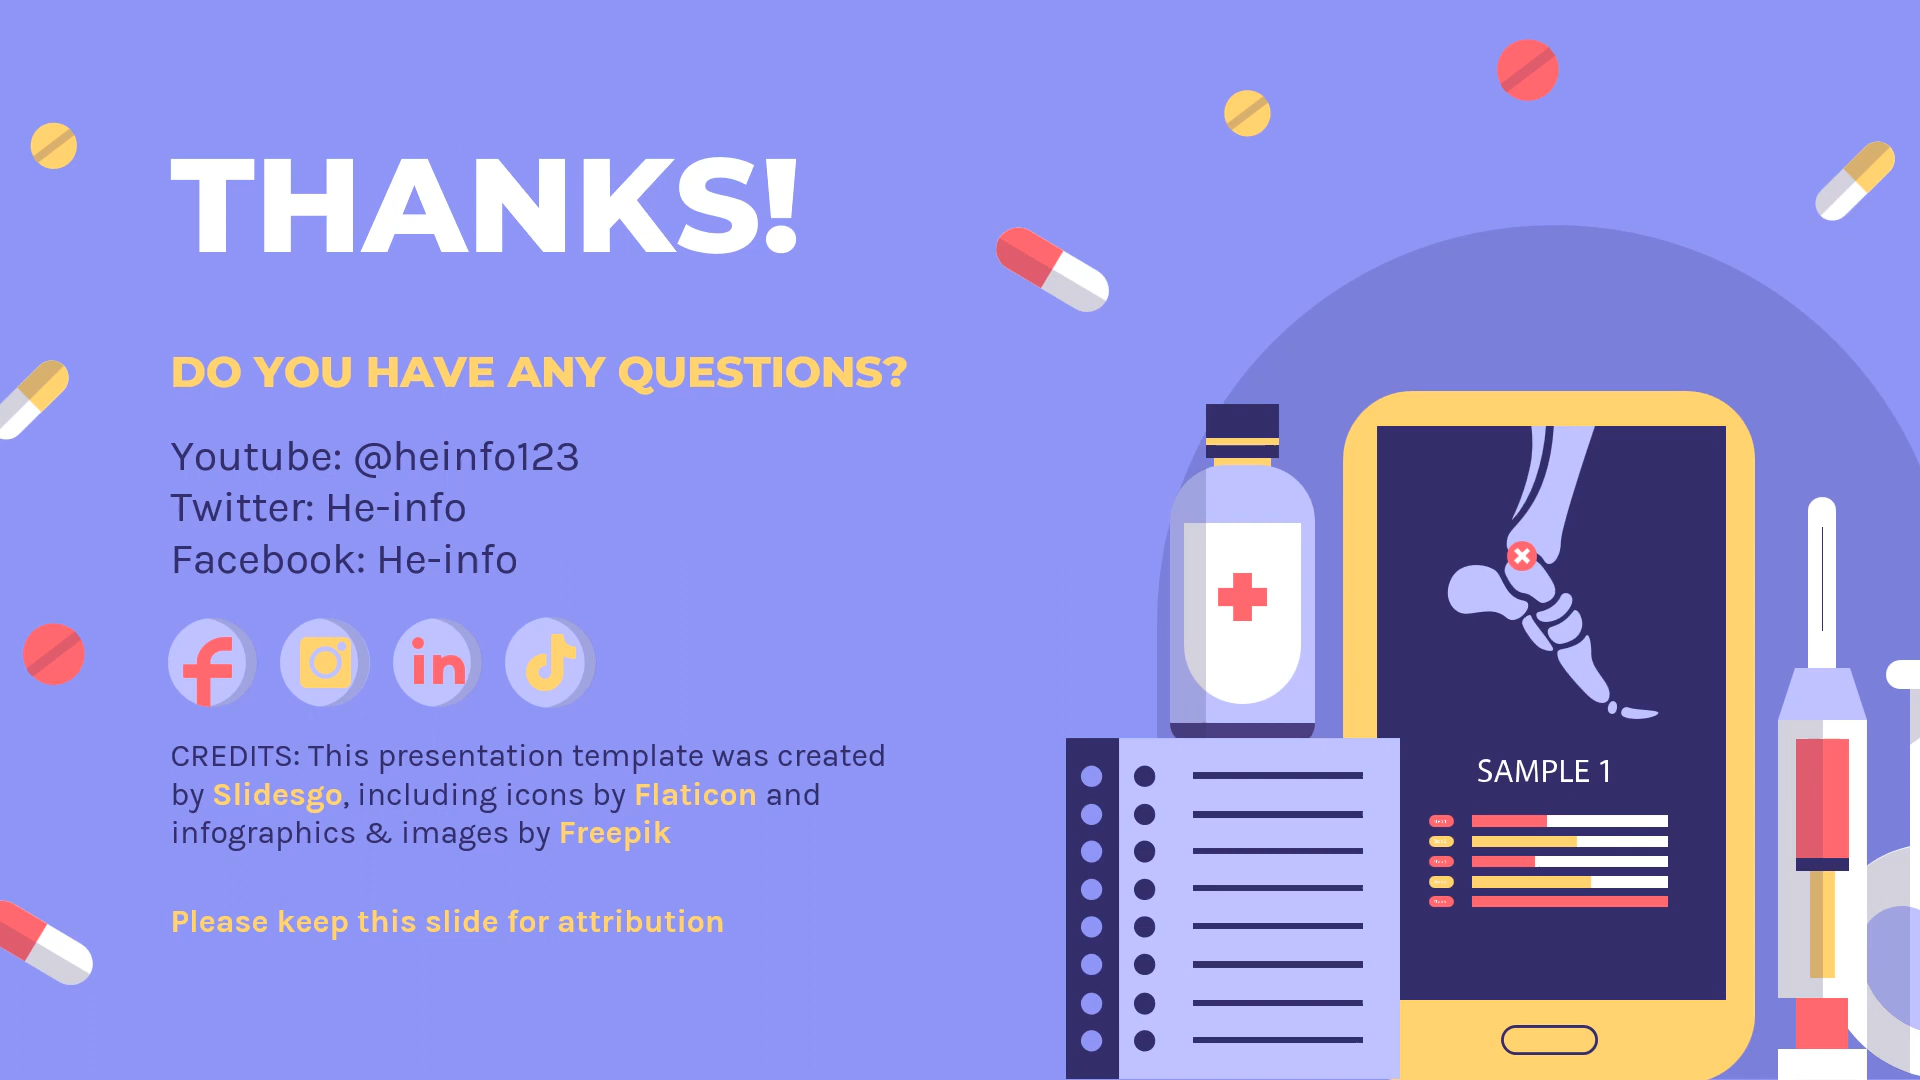 THANKS!
DO YOU HAVE ANY QUESTIONS?
Youtube: @heinfo123
Twitter: He-info
Facebook: He-info
in
CREDITS: This presentation template was created
by Slidesgo, including icons by Flaticon and
infographics & images by Freepik
Please keep this slide for attribution
SAMPLE 1